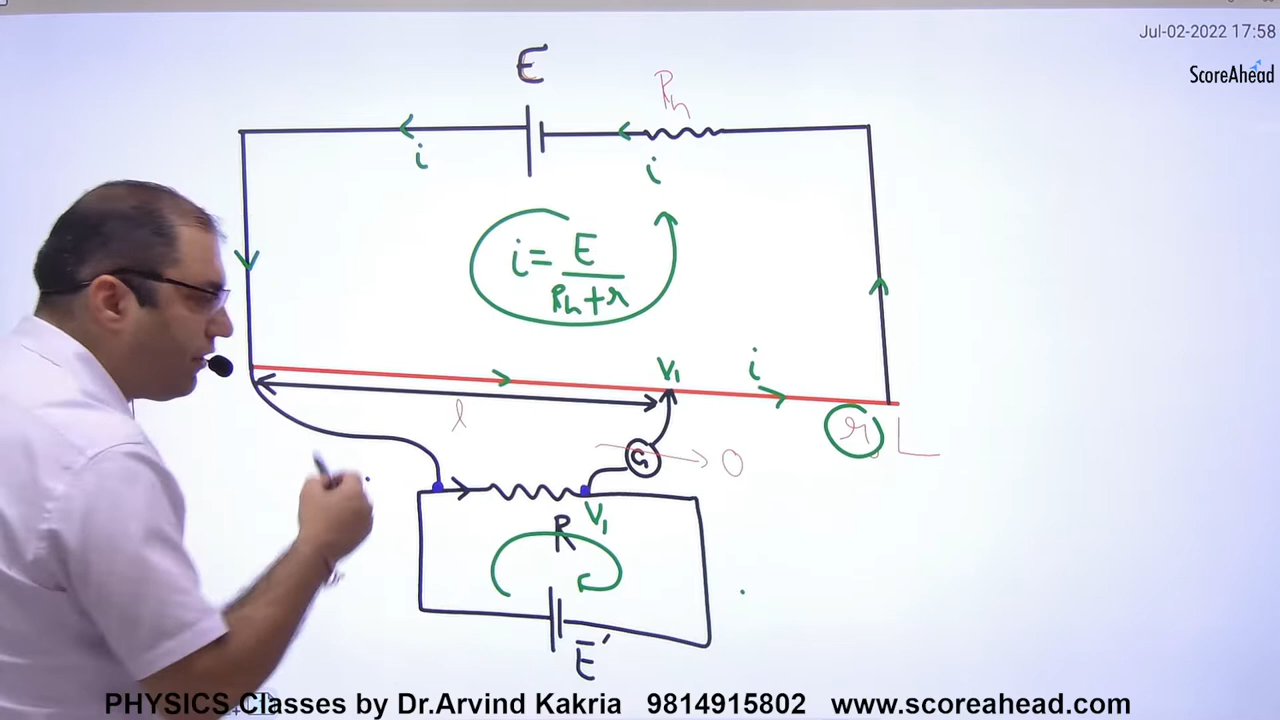 Jul-02-2022 17:58
ScoreAhead
E
Rh
i
i
i = E
Rh+r
V₁
i
l
r
L
G
0
V₁
R
E′
PHYSICS Classes by Dr.Arvind Kakria 9814915802 www.scoreahead.com